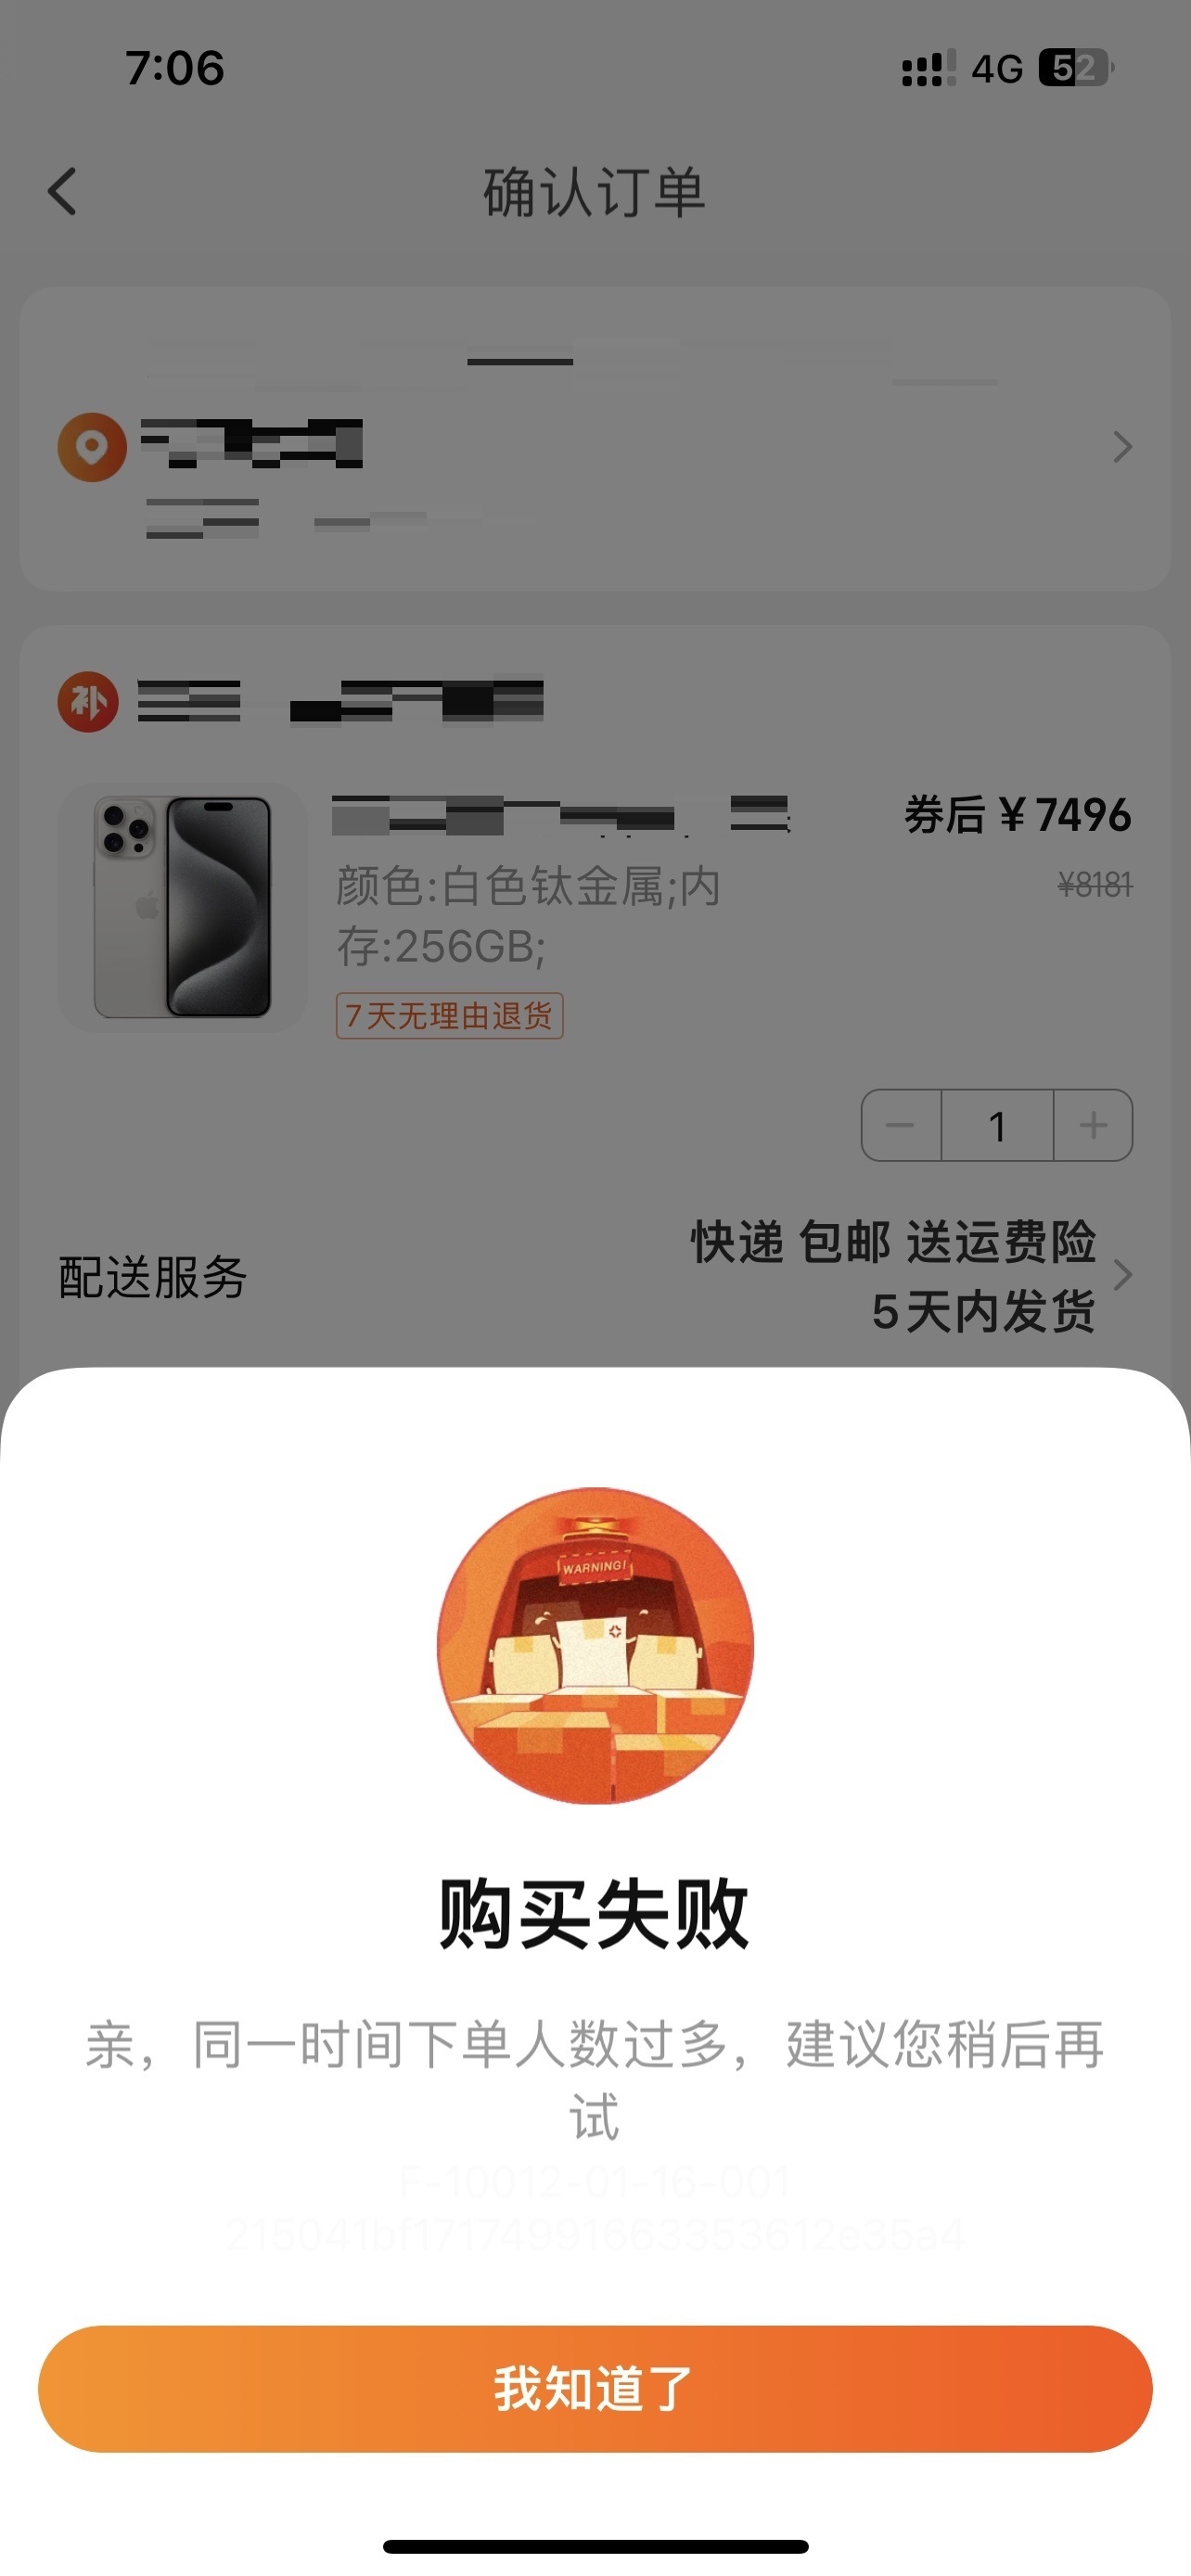 7:06
4G 52
确认订单
补
券后 ¥ 7496
¥8181
颜色:白色钛金属;内
存:256GB;
7天无理由退货
1
快递 包邮 送运费险
配送服务
5天内发货
WARNING!
购买失败
亲，同一时间下单人数过多，建议您稍后再
试
F-10012-01-16-001
215041bf17174991663353612e35a4
我知道了